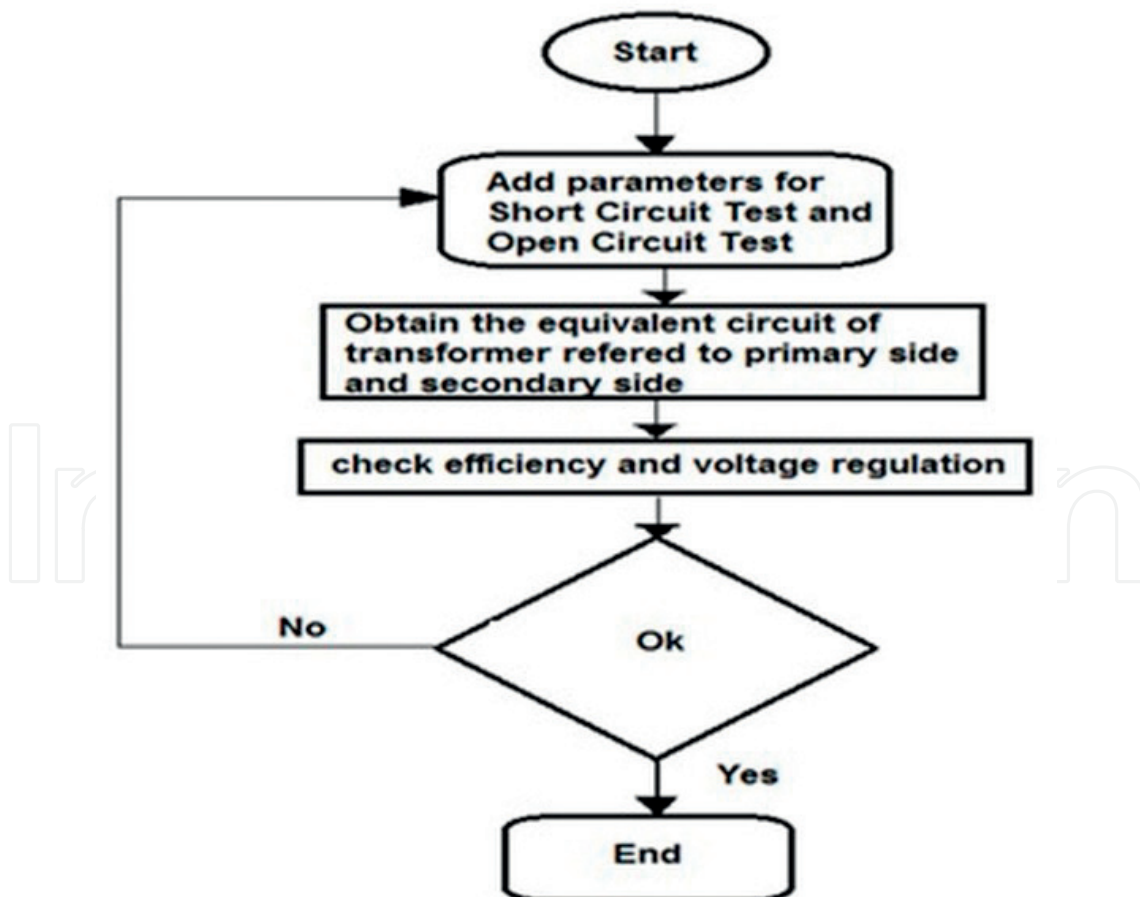 Start
Add parameters for
Short Circuit Test and
Open Circuit Test
Obtain the equivalent circuit of
transformer refered to primary side
and secondary side
check efficiency and voltage regulation
Ok
No
Yes
End